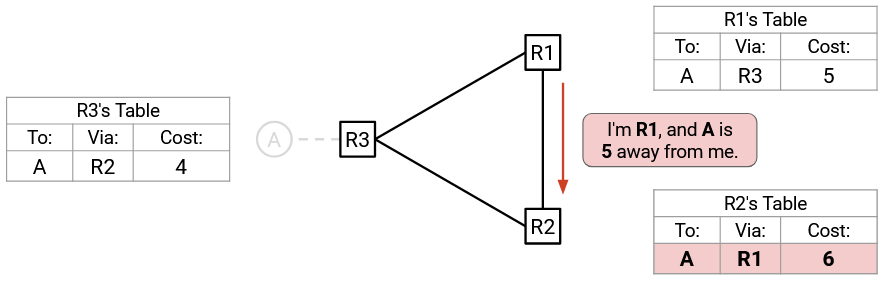 R3's Table
To: Via: Cost:
A R2 4
A
R3
R1
R2
I'm R1, and A is
5 away from me.
R1's Table
To: Via: Cost:
A R3 5
R2's Table
To: Via: Cost:
A R1 6